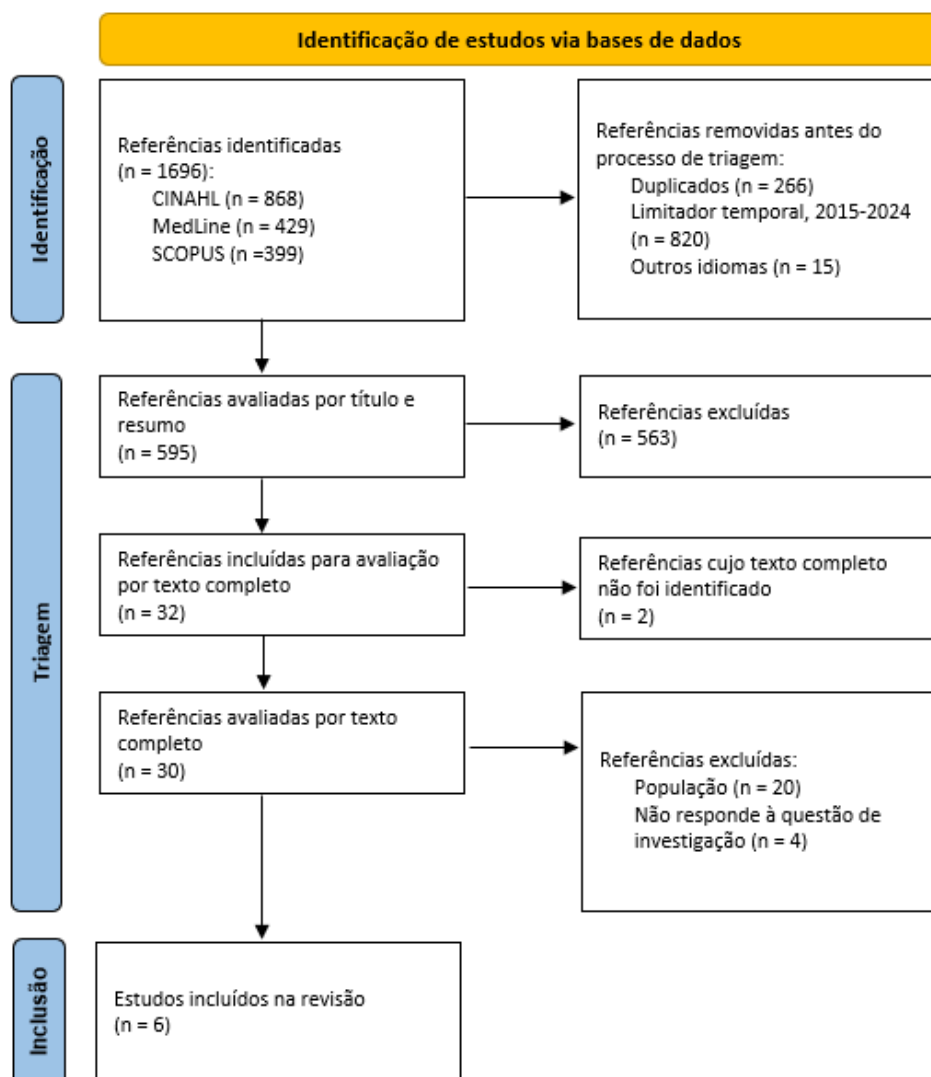 Identificação de estudos via bases de dados
Identificação
Referências identificadas
(n = 1696):
CINAHL (n = 868)
MedLine (n = 429)
SCOPUS (n =399)
Referências removidas antes do
processo de triagem:
Duplicados (n = 266)
Limitador temporal, 2015-2024
(n = 820)
Outros idiomas (n = 15)
Triagem
Referências avaliadas por título e
resumo
(n = 595)
Referências excluídas
(n = 563)
Referências incluídas para avaliação
por texto completo
(n = 32)
Referências cujo texto completo
não foi identificado
(n = 2)
Referências avaliadas por texto
completo
(n = 30)
Referências excluídas:
População (n = 20)
Não responde à questão de
investigação (n = 4)
Inclusão
Estudos incluídos na revisão
(n = 6)